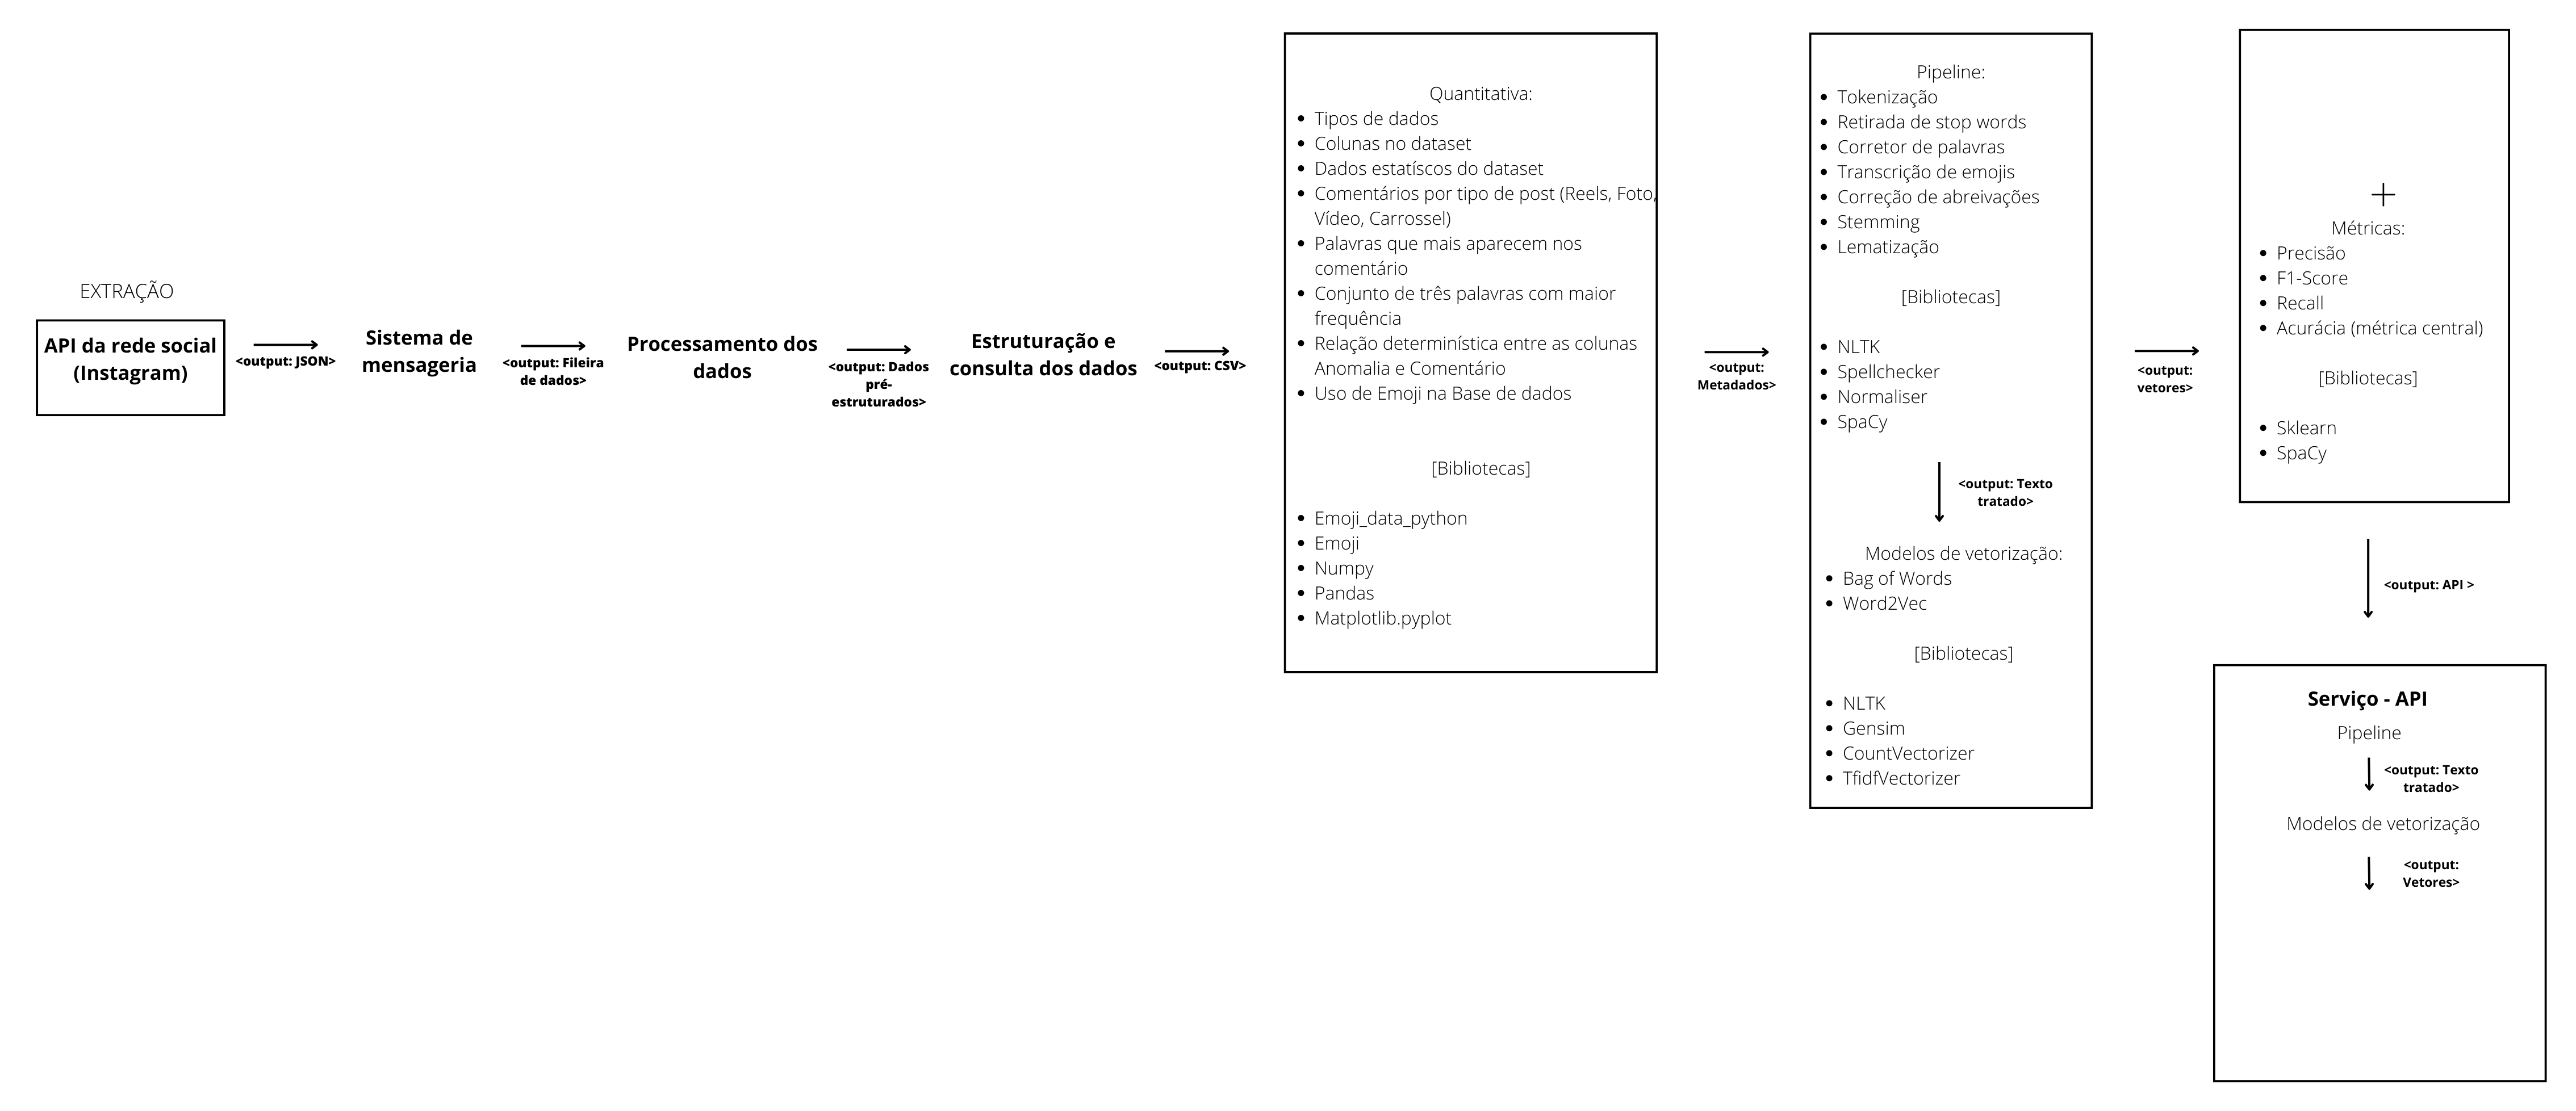 EXTRAÇÃO
API da rede social
(Instagram)
<output: JSON>
Sistema de
mensageria
<output: Fileira
de dados>
Processamento dos
dados
<output: Dados
pré-
estruturados>
Estruturação e
consulta dos dados
<output: CSV>
Quantitativa:
• Tipos de dados
• Colunas no dataset
• Dados estatíscos do dataset
• Comentários por tipo de post (Reels, Foto,
Vídeo, Carrossel)
• Palavras que mais aparecem nos
comentário
• Conjunto de três palavras com maior
frequência
• Relação determinística entre as colunas
Anomalia e Comentário
• Uso de Emoji na Base de dados
[Bibliotecas]
• Emoji_data_python
• Emoji
• Numpy
• Pandas
• Matplotlib.pyplot
<output:
Metadados>
Pipeline:
• Tokenização
• Retirada de stop words
• Corretor de palavras
• Transcrição de emojis
• Correção de abreivações
• Stemming
• Lematização
[Bibliotecas]
• NLTK
• Spellchecker
• Normaliser
• SpaCy
<output: Texto
tratado>
Modelos de vetorização:
• Bag of Words
• Word2Vec
[Bibliotecas]
• NLTK
• Gensim
• CountVectorizer
• TfidfVectorizer
<output:
vetores>
+
Métricas:
• Precisão
• F1-Score
• Recall
• Acurácia (métrica central)
[Bibliotecas]
• Sklearn
• SpaCy
<output: API >
Serviço - API
Pipeline
<output: Texto
tratado>
Modelos de vetorização
<output:
Vetores>